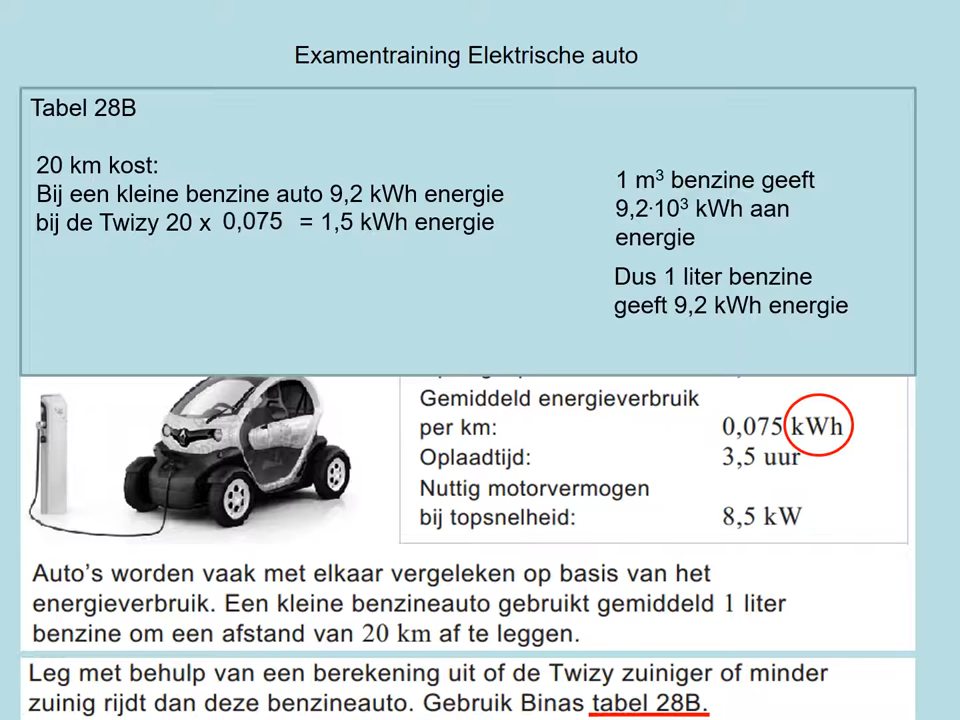 Examentraining Elektrische auto
Tabel 28B
20 km kost:
Bij een kleine benzine auto 9,2 kWh energie
bij de Twizy 20 x 0,075 = 1,5 kWh energie
1 m³ benzine geeft
9,2·10³ kWh aan
energie
Dus 1 liter benzine
geeft 9,2 kWh energie
Gemiddeld energieverbruik
per km: 0,075 kWh
Oplaadtijd: 3,5 uur
Nuttig motorvermogen
bij topsnelheid: 8,5 kW
Auto's worden vaak met elkaar vergeleken op basis van het
energieverbruik. Een kleine benzineauto gebruikt gemiddeld 1 liter
benzine om een afstand van 20 km af te leggen.
Leg met behulp van een berekening uit of de Twizy zuiniger of minder
zuinig rijdt dan deze benzineauto. Gebruik Binas tabel 28B.